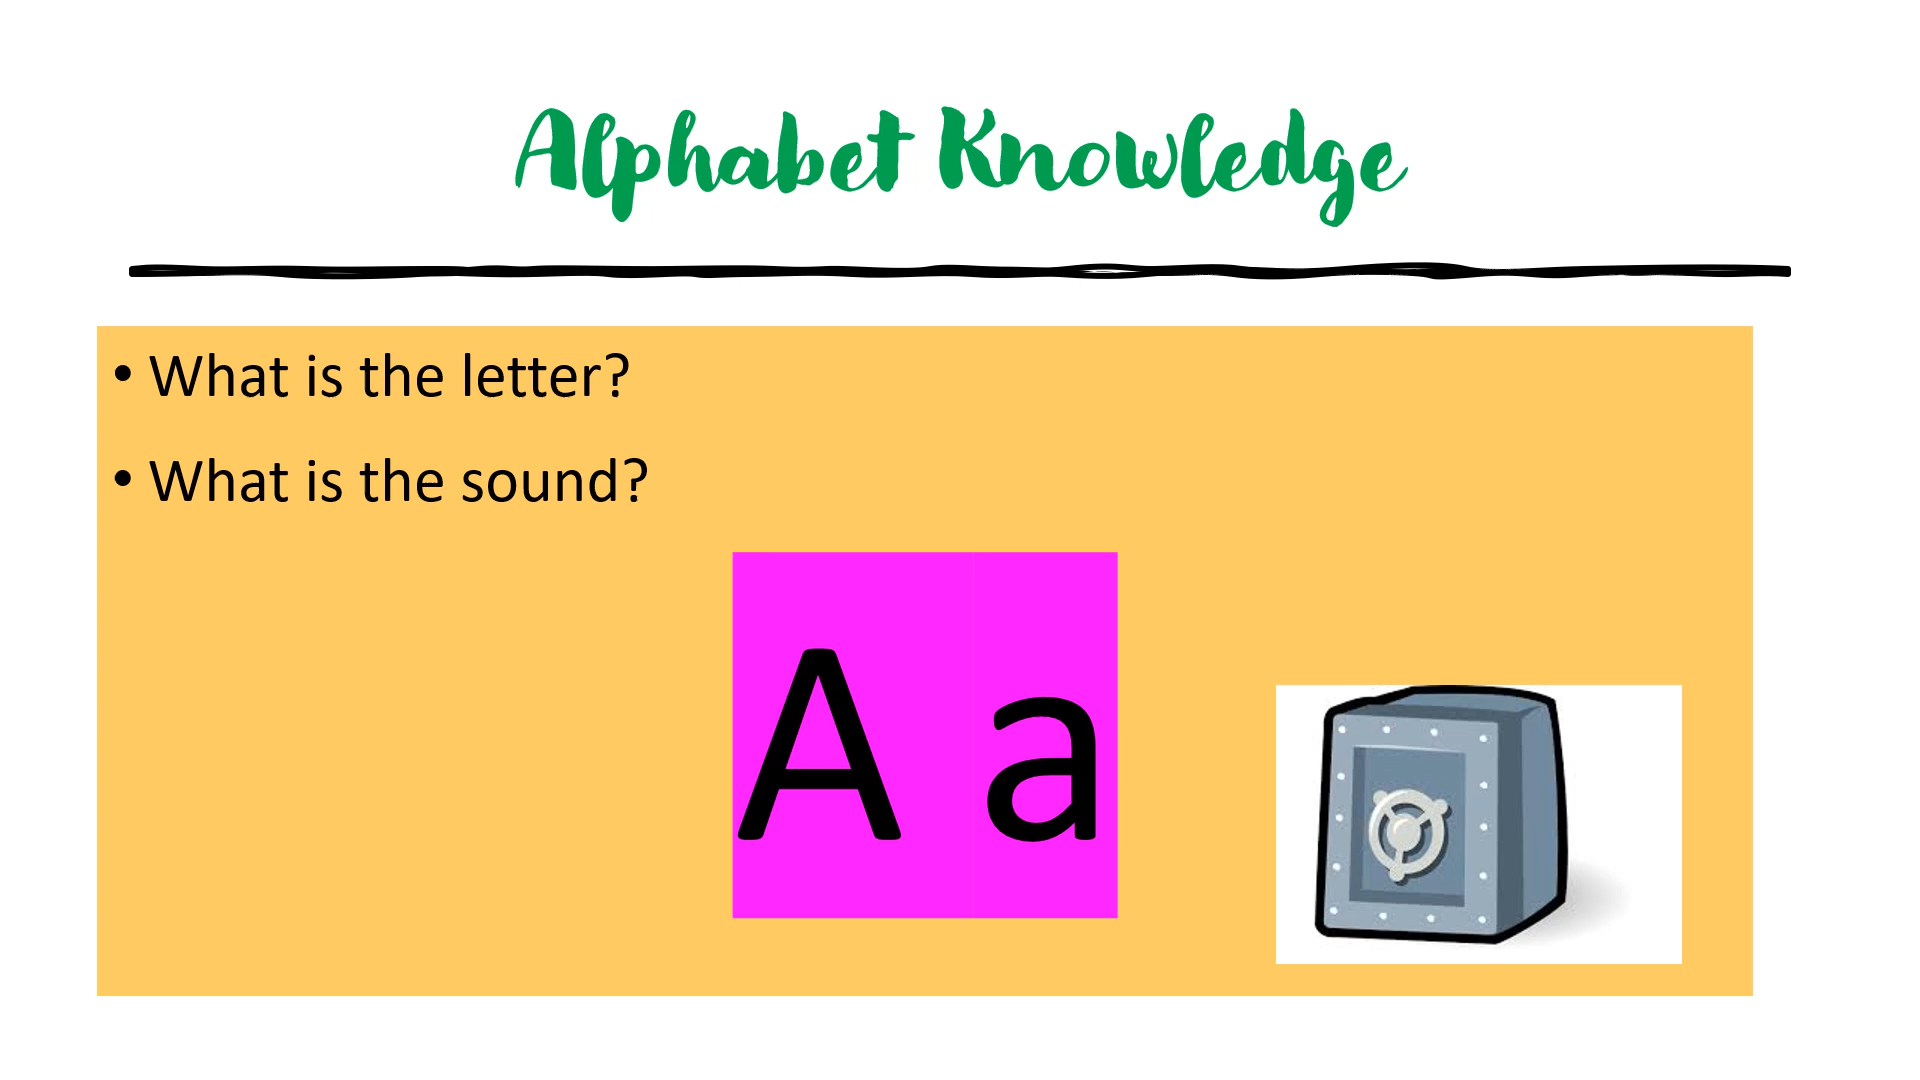 Alphabet Knowledge
• What is the letter?
• What is the sound?
A a